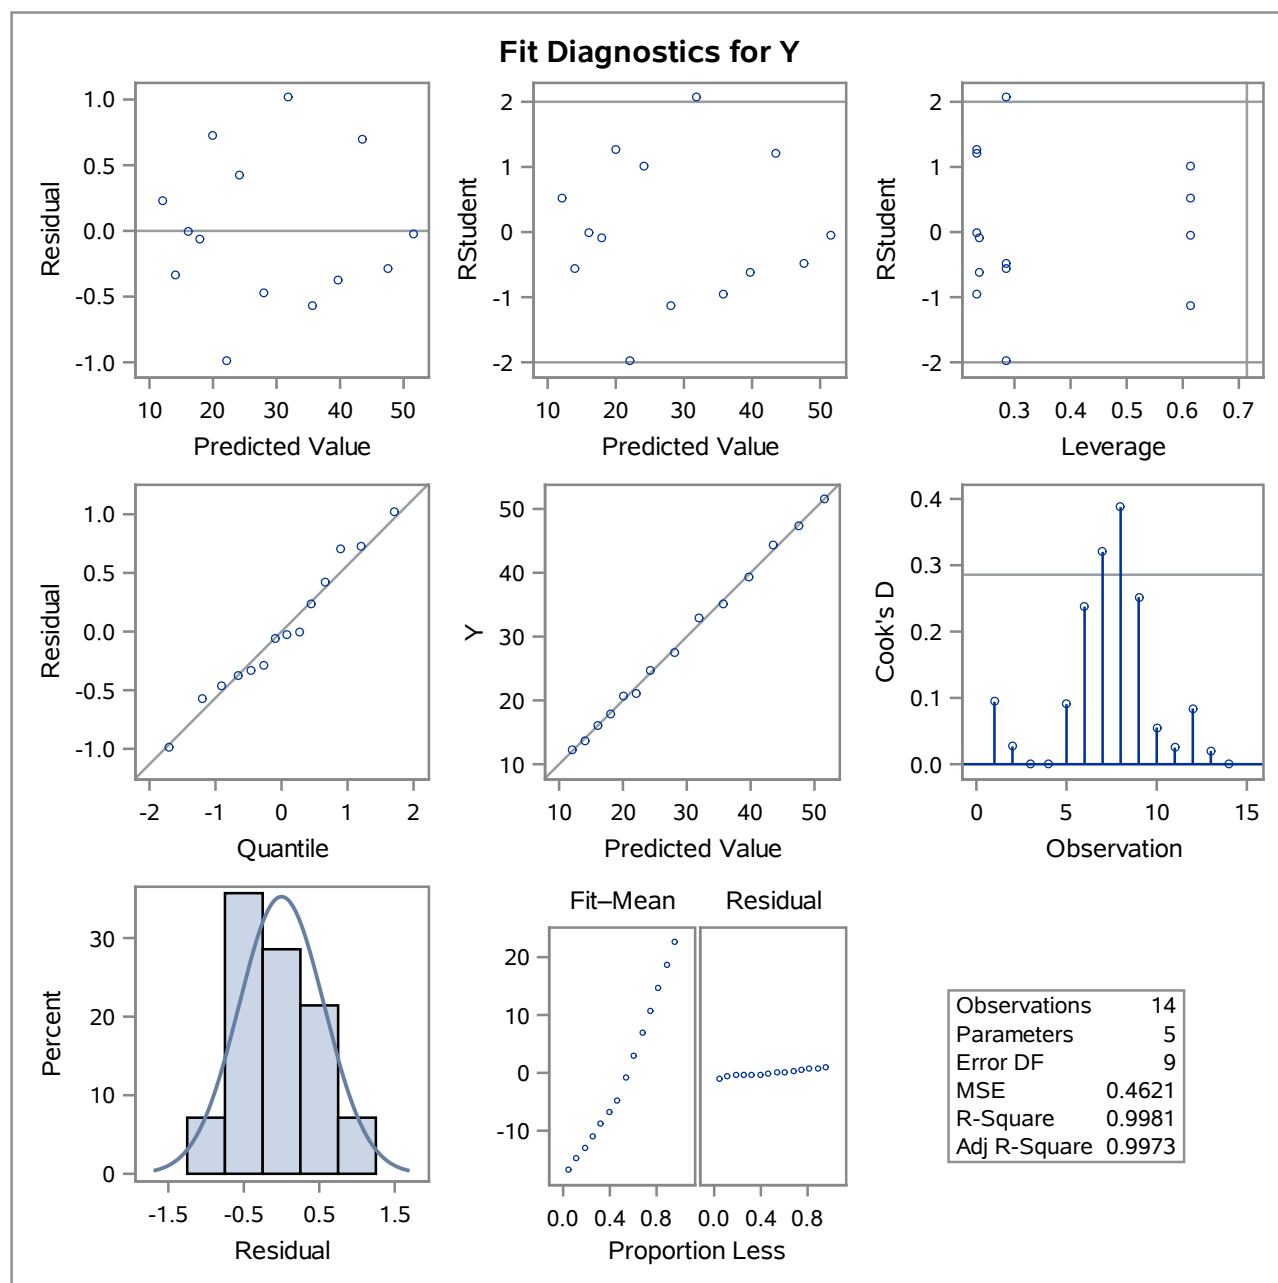 Fit Diagnostics for Y
1.0
0.5
0.0
-0.5
-1.0
Residual
10 20 30 40 50
Predicted Value
2
1
0
-1
-2
RStudent
10 20 30 40 50
Predicted Value
2
1
0
-1
-2
RStudent
0.3 0.4 0.5 0.6 0.7
Leverage
1.0
0.5
0.0
-0.5
-1.0
Residual
-2 -1 0 1 2
Quantile
50
40
30
20
10
Y
10 20 30 40 50
Predicted Value
0.4
0.3
0.2
0.1
0.0
Cook's D
0 5 10 15
Observation
30
20
10
0
Percent
-1.5 -0.5 0.5 1.5
Residual
Fit–Mean Residual
20
10
0
-10
0.0 0.4 0.8 0.0 0.4 0.8
Proportion Less
Observations 14
Parameters 5
Error DF 9
MSE 0.4621
R-Square 0.9981
Adj R-Square 0.9973